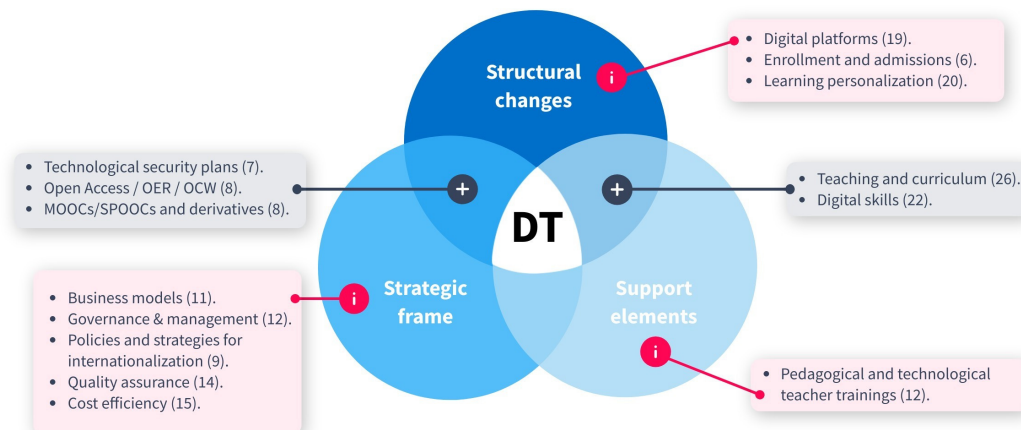 Structural
changes
i
• Digital platforms (19).
• Enrollment and admissions (6).
• Learning personalization (20).
• Technological security plans (7).
• Open Access / OER / OCW (8).
• MOOCs/SPOOCs and derivatives (8).
+
+
• Teaching and curriculum (26).
• Digital skills (22).
DT
• Business models (11).
• Governance & management (12).
• Policies and strategies for
internationalization (9).
• Quality assurance (14).
• Cost efficiency (15).
i
Strategic
frame
Support
elements
i
• Pedagogical and technological
teacher trainings (12).